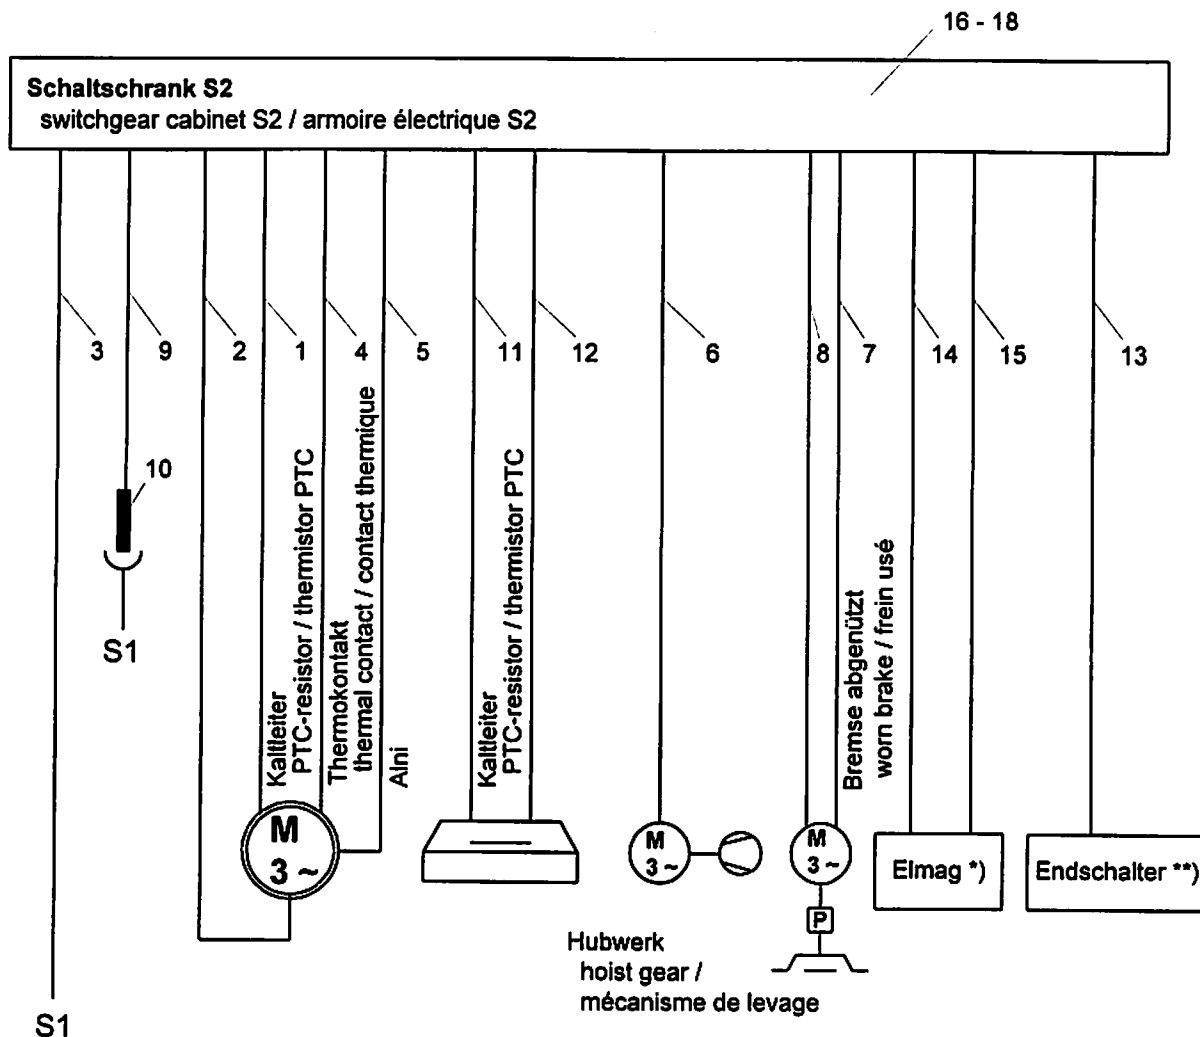 16 - 18
Schaltschrank S2
switchgear cabinet S2 / armoire électrique S2
3
9
2
1
4
5
11
12
6
8
7
14
15
13
10
S1
Kaltleiter
PTC-resistor / thermistor PTC
Thermokontakt
thermal contact / contact thermique
Alni
Kaltleiter
PTC-resistor / thermistor PTC
Bremse abgenützt
worn brake / frein usé
M
3 ~
M
3 ~
M
3 ~
Elmag *)
Endschalter **)
P
Hubwerk
hoist gear /
mécanisme de levage
S1